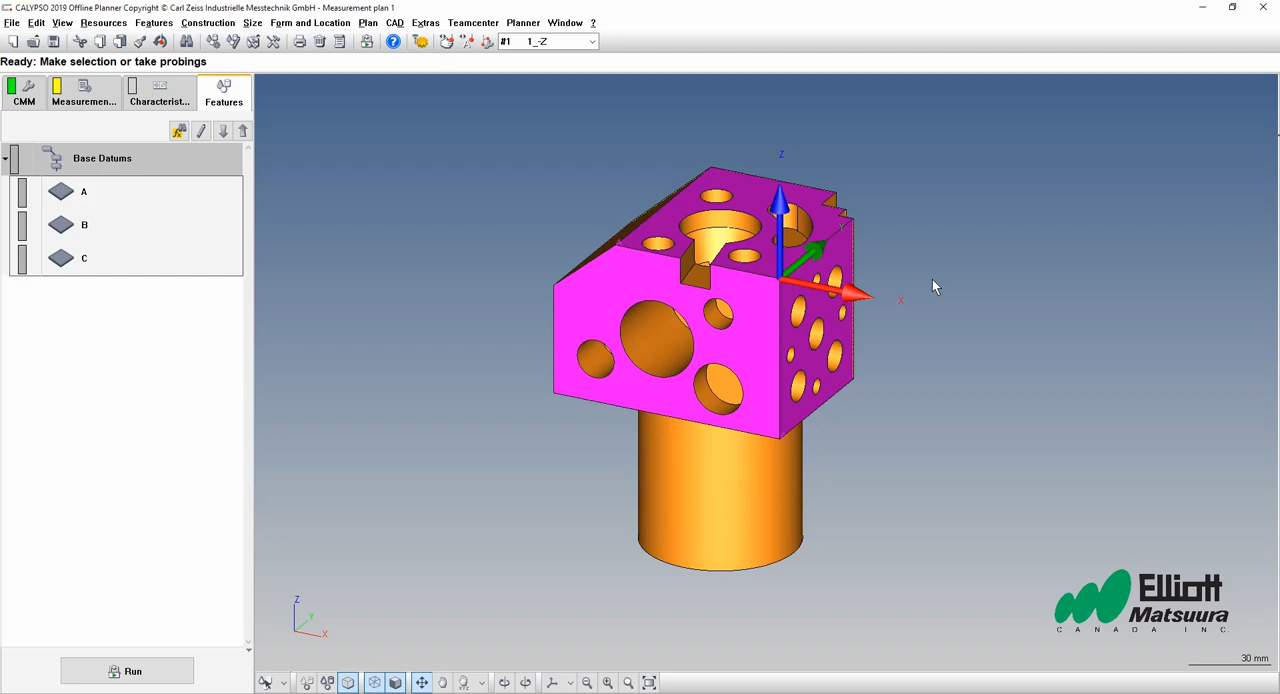 CALYPSO 2019 Offline Planner Copyright © Carl Zeiss Industrielle Messtechnik GmbH - Measurement plan 1
File Edit View Resources Features Construction Size Form and Location Plan CAD Extras Teamcenter Planner Window ?
#1 1_-Z
Ready: Make selection or take probings
CMM Measuremen... Characterist... Features
Base Datums
A
B
C
Z
Y
X
Z
Y
X
Elliott
Matsuura
CANADA INC.
30 mm
Run